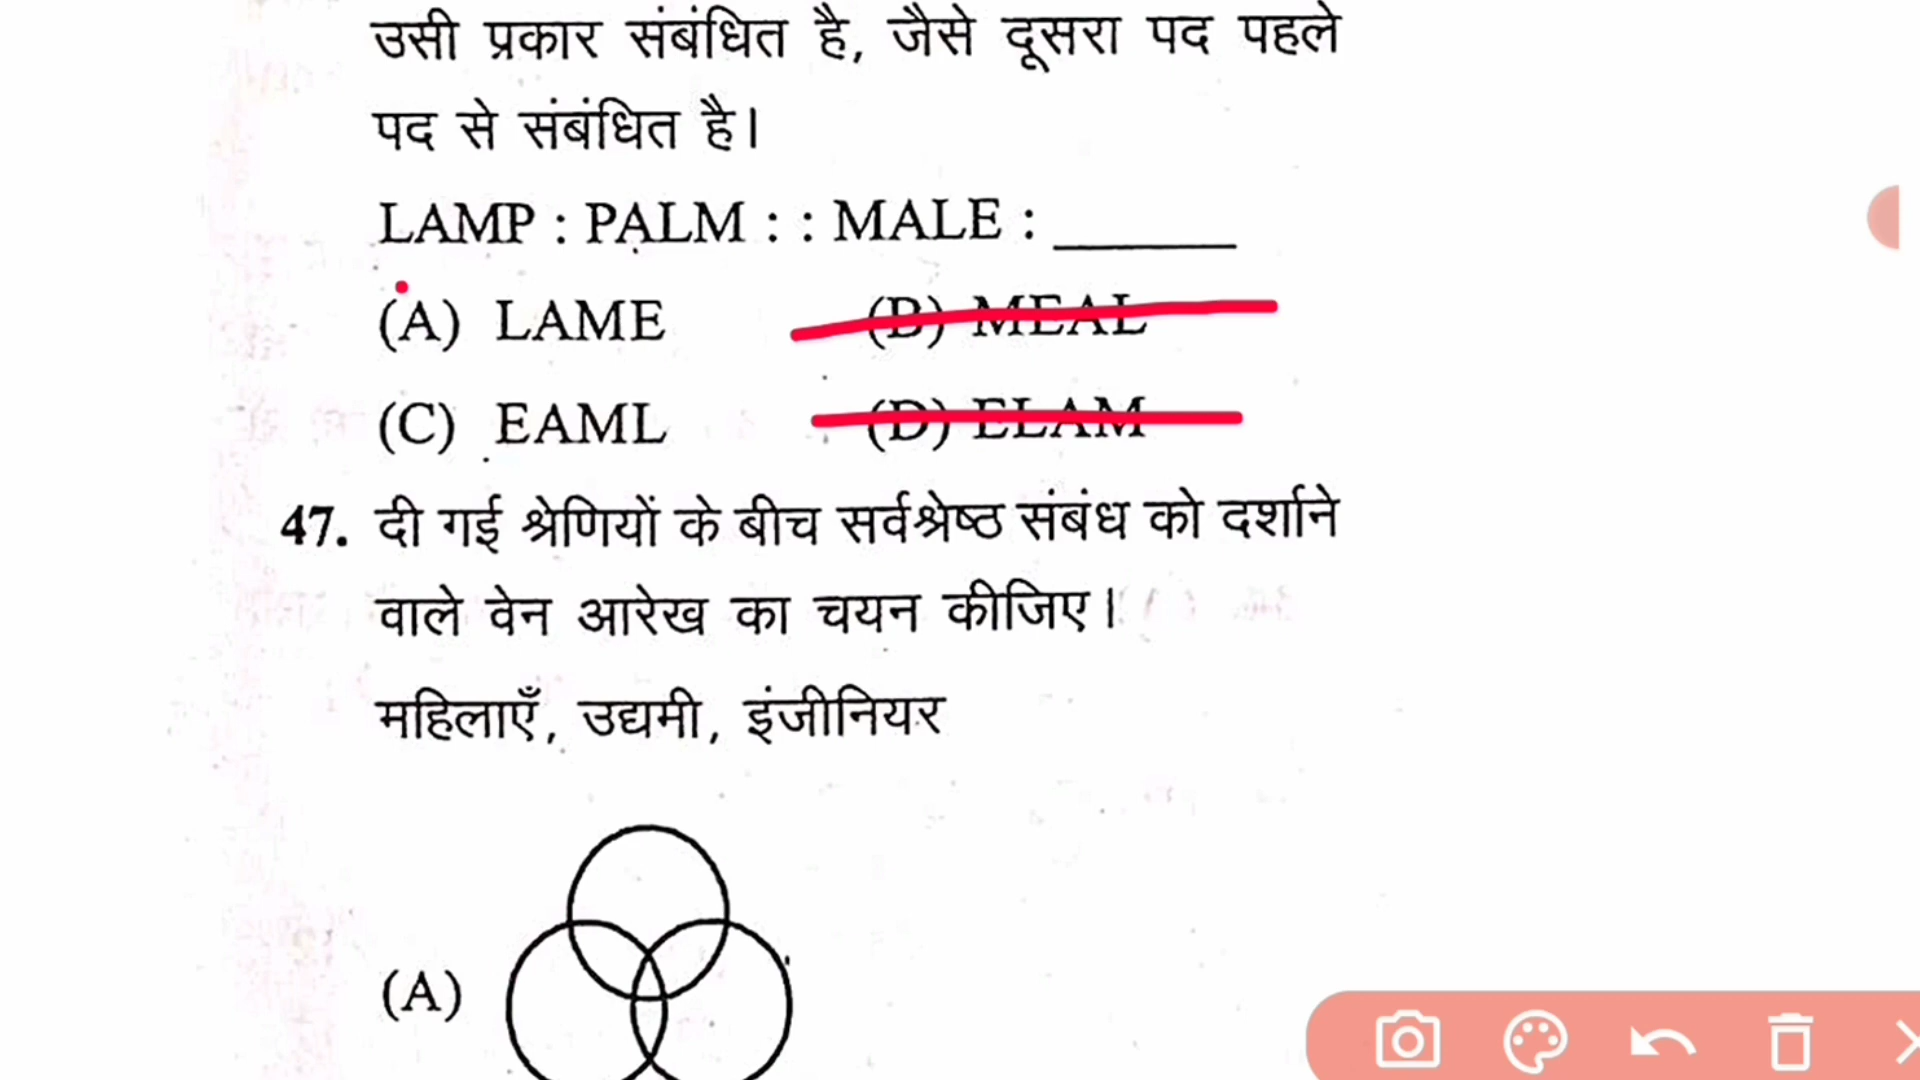 उसी प्रकार संबंधित है, जैसे दूसरा पद पहले
पद से संबंधित है।
LAMP : PALM : : MALE : ______
(A) LAME (B) MEAL
(C) EAML (D) ELAM
47. दी गई श्रेणियों के बीच सर्वश्रेष्ठ संबंध को दर्शाने
वाले वेन आरेख का चयन कीजिए।
महिलाएँ, उद्यमी, इंजीनियर
(A)